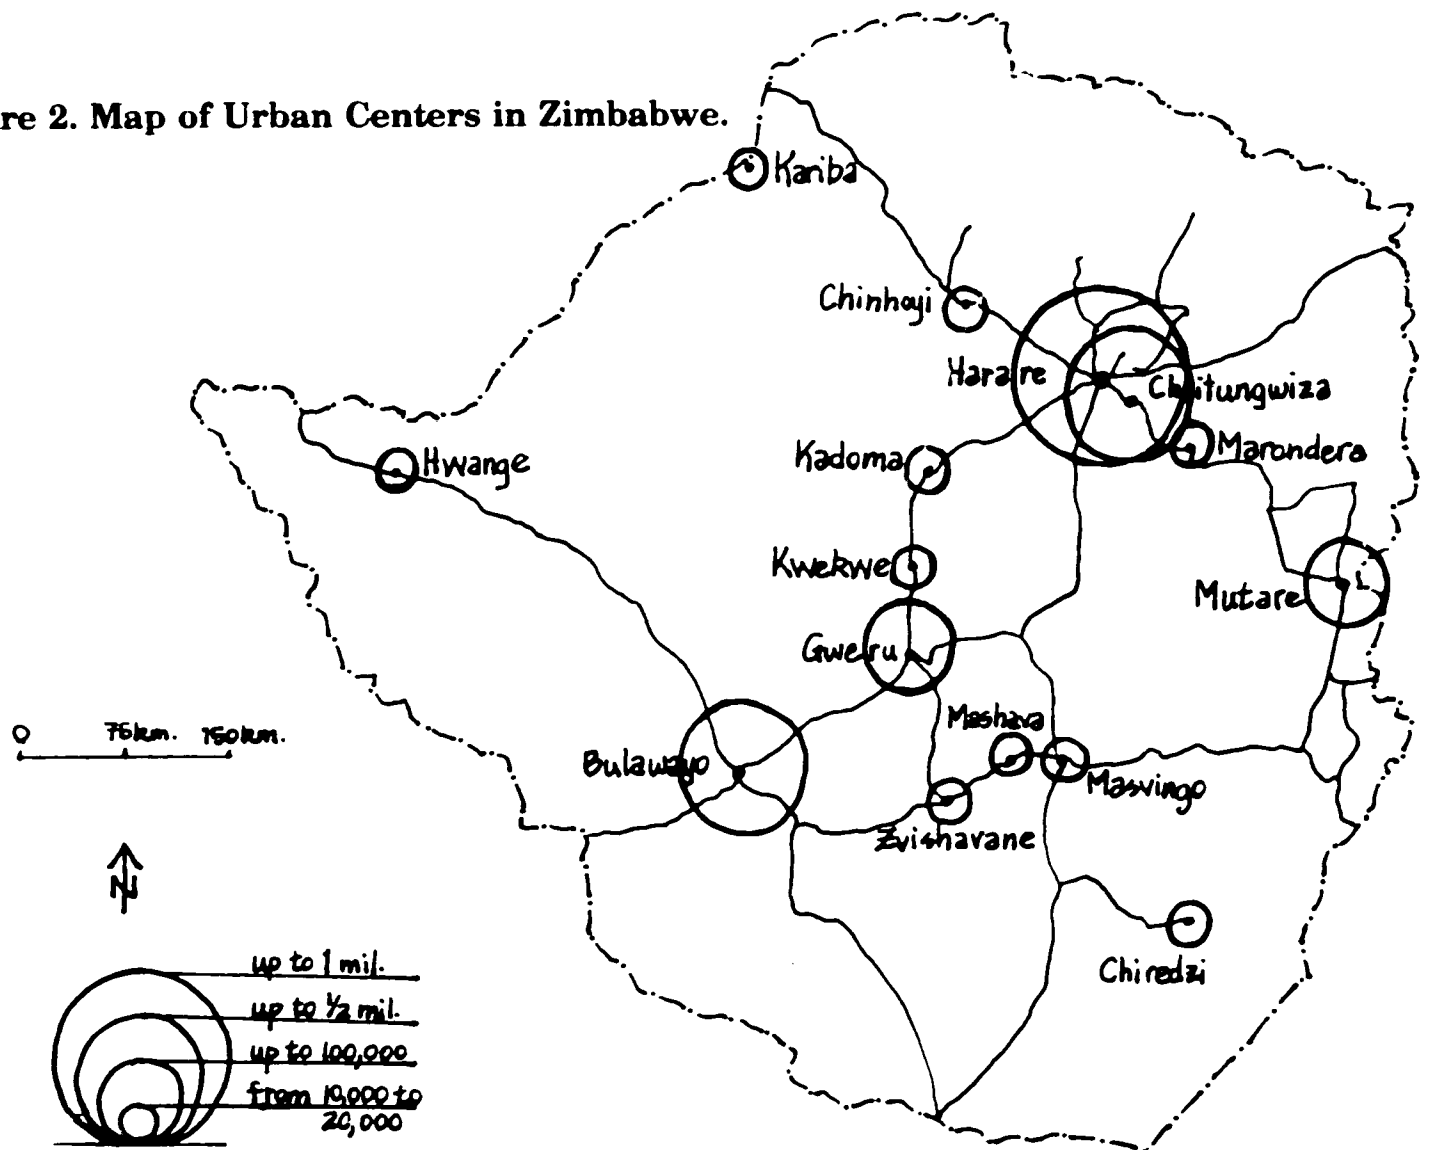 re 2. Map of Urban Centers in Zimbabwe.
Kariba
Chinhoyi
Harare
Chitungwiza
Marondera
Kadoma
Hwange
Kwekwe
Mutare
Gweru
Mashava
Bulawayo
Masvingo
Zvishavane
Chiredzi
0 75km. 150km.
N
up to 1 mil.
up to ½ mil.
up to 100,000
from 10,000 to
20,000